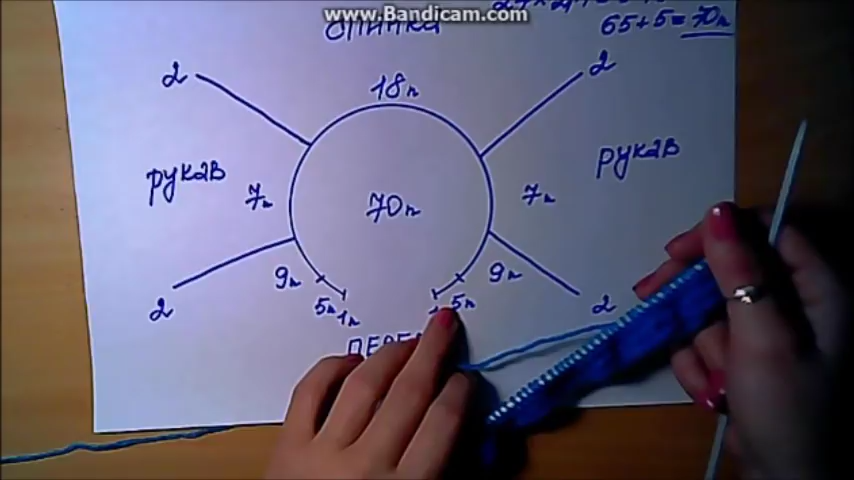 www.Bandicam.com
65+5=70п
спинка
2 2
18п
рукав рукав
7п 70п 7п
9п 9п
5п 5п
1п
2 2